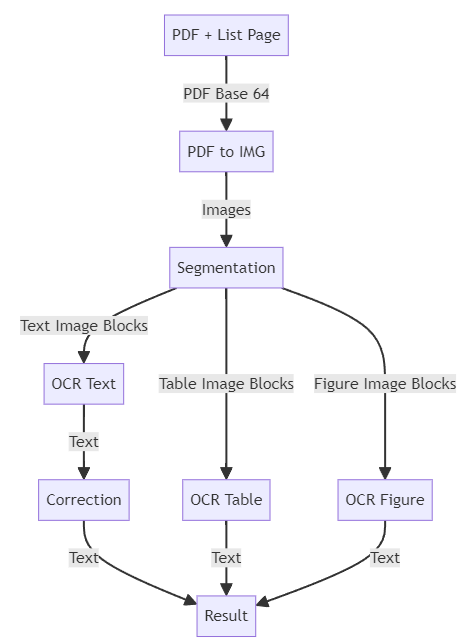 PDF + List Page
PDF Base 64
PDF to IMG
Images
Segmentation
Text Image Blocks
OCR Text
Table Image Blocks
Figure Image Blocks
Text
Correction
OCR Table
OCR Figure
Text
Text
Text
Result